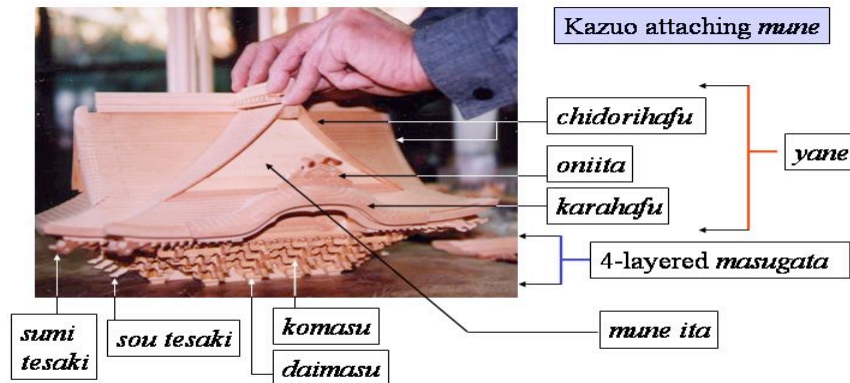 Kazuo attaching mune
chidorihafu
oniita
yane
karahafu
4-layered masugata
sumi
tesaki
sou tesaki
komasu
mune ita
daimasu